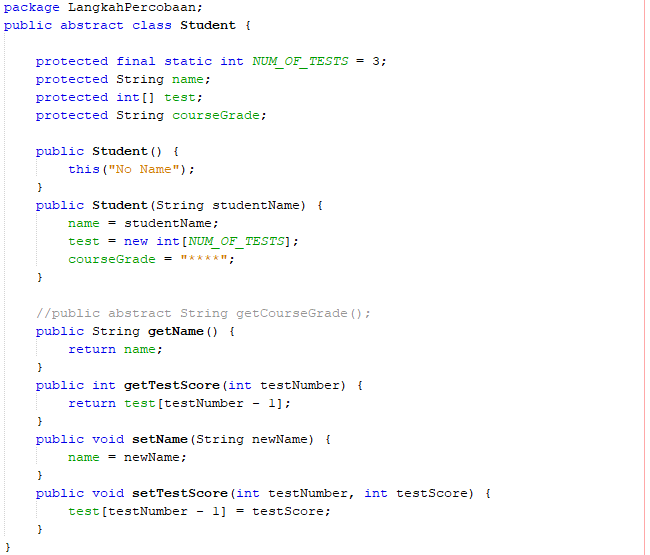 package LangkahPercobaan;
public abstract class Student {
protected final static int NUM_OF_TESTS = 3;
protected String name;
protected int[] test;
protected String courseGrade;
public Student() {
this("No Name");
}
public Student(String studentName) {
name = studentName;
test = new int[NUM_OF_TESTS];
courseGrade = "****";
}
//public abstract String getCourseGrade();
public String getName() {
return name;
}
public int getTestScore(int testNumber) {
return test[testNumber - 1];
}
public void setName(String newName) {
name = newName;
}
public void setTestScore(int testNumber, int testScore) {
test[testNumber - 1] = testScore;
}
}